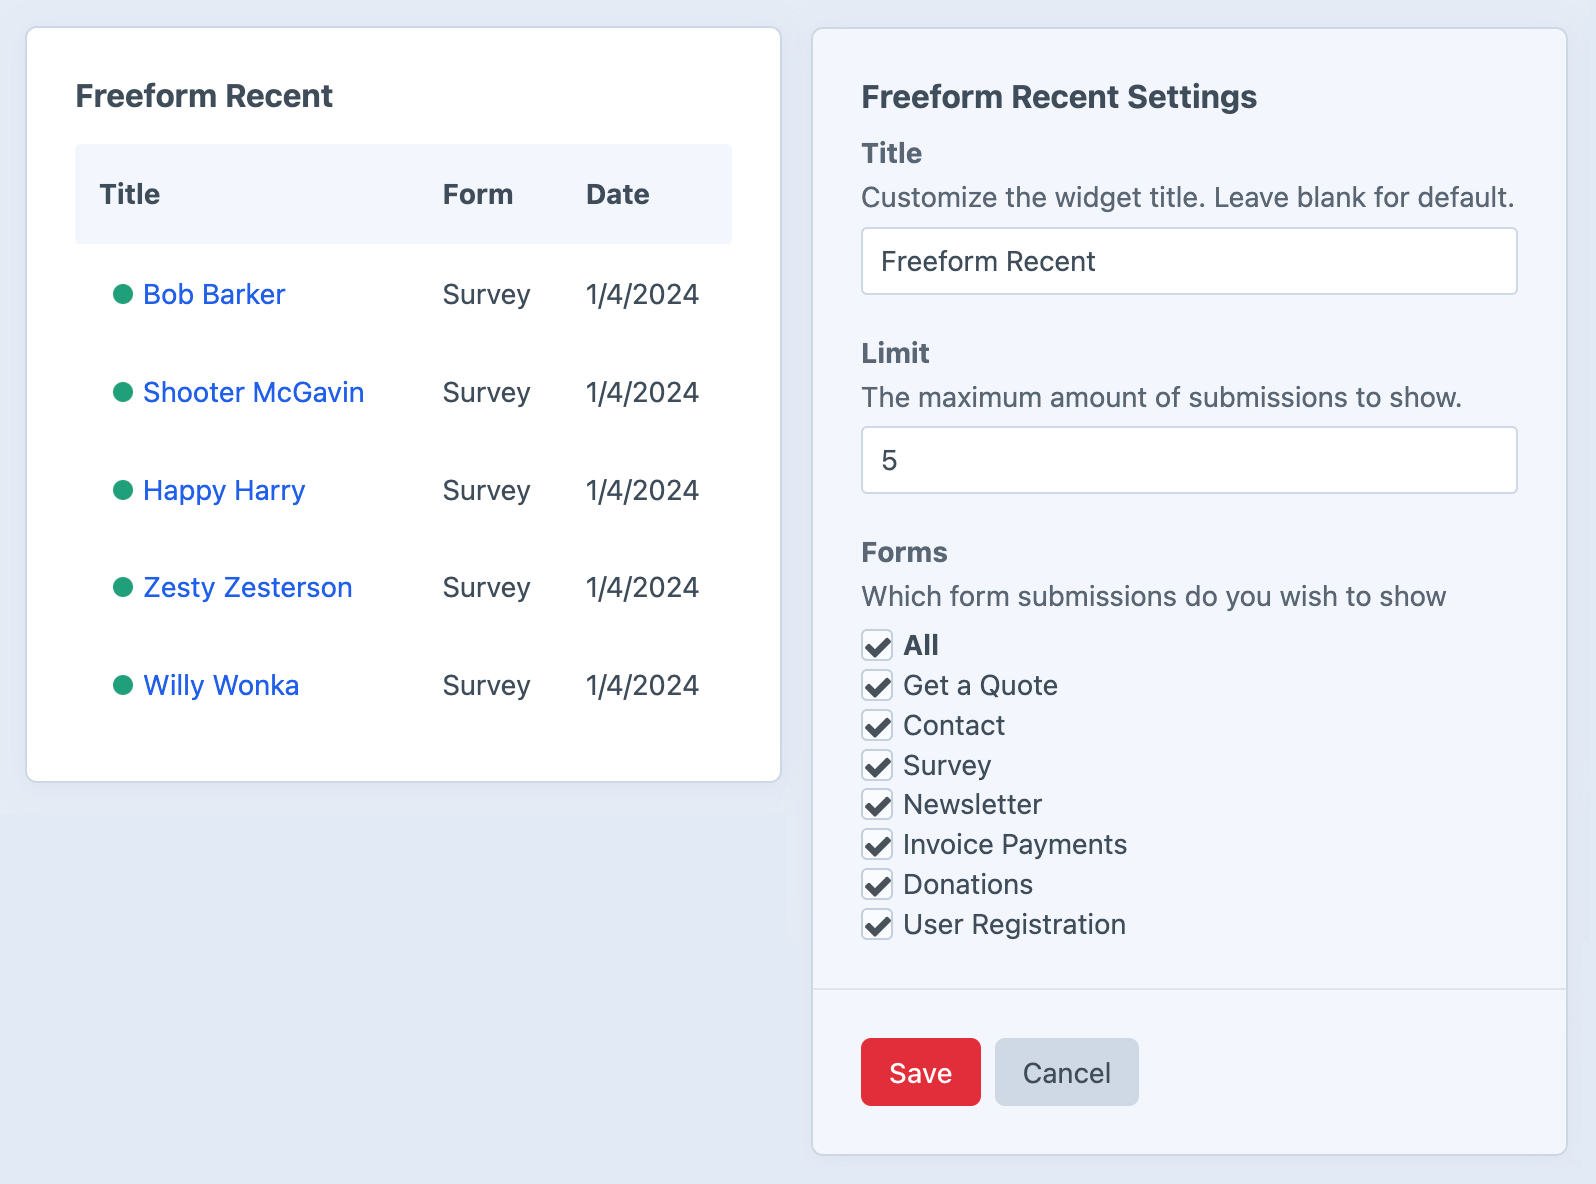 Freeform Recent
Title Form Date
Bob Barker Survey 1/4/2024
Shooter McGavin Survey 1/4/2024
Happy Harry Survey 1/4/2024
Zesty Zesterson Survey 1/4/2024
Willy Wonka Survey 1/4/2024
Freeform Recent Settings
Title
Customize the widget title. Leave blank for default.
Freeform Recent
Limit
The maximum amount of submissions to show.
5
Forms
Which form submissions do you wish to show
All
Get a Quote
Contact
Survey
Newsletter
Invoice Payments
Donations
User Registration
Save Cancel